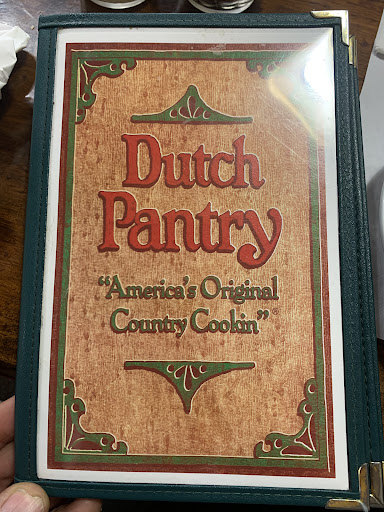 Dutch
Pantry
“America's Original
Country Cookin”®